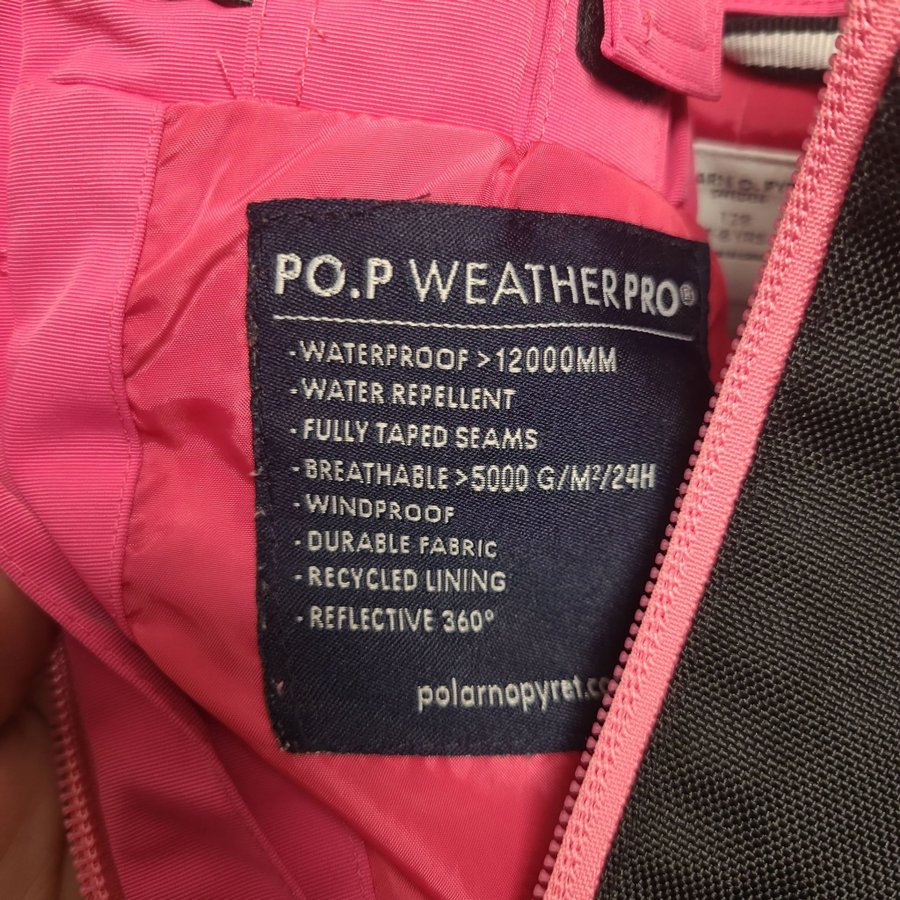 PO.P WEATHERPRO®
-WATERPROOF >12000MM
-WATER REPELLENT
-FULLY TAPED SEAMS
-BREATHABLE >5000 G/M²/24H
-WINDPROOF
-DURABLE FABRIC
-RECYCLED LINING
-REFLECTIVE 360°
polarnopyret.co